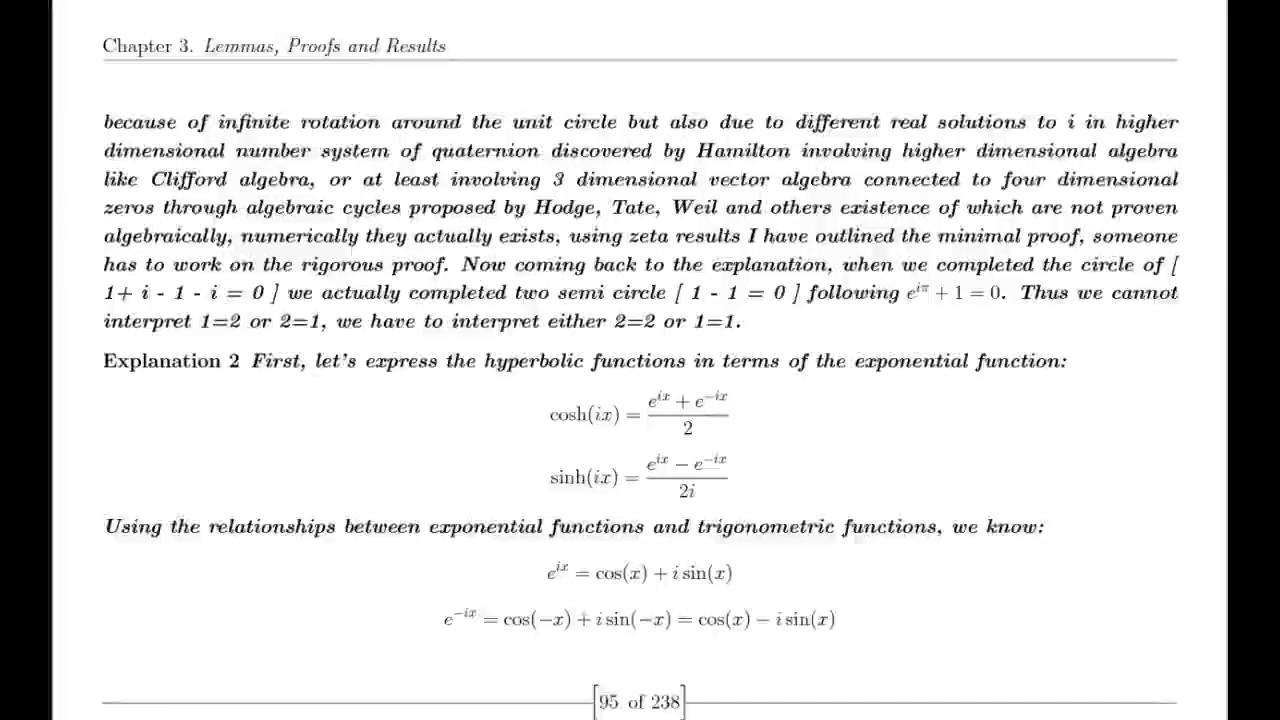 Chapter 3. Lemmas, Proofs and Results
because of infinite rotation around the unit circle but also due to different real solutions to i in higher
dimensional number system of quaternion discovered by Hamilton involving higher dimensional algebra
like Clifford algebra, or at least involving 3 dimensional vector algebra connected to four dimensional
zeros through algebraic cycles proposed by Hodge, Tate, Weil and others existence of which are not proven
algebraically, numerically they actually exists, using zeta results I have outlined the minimal proof, someone
has to work on the rigorous proof. Now coming back to the explanation, when we completed the circle of [
1+ i - 1 - i = 0 ] we actually completed two semi circle [ 1 - 1 = 0 ] following e^{iπ} + 1 = 0. Thus we cannot
interpret 1=2 or 2=1, we have to interpret either 2=2 or 1=1.
Explanation 2 First, let's express the hyperbolic functions in terms of the exponential function:
cosh(ix) = \frac{e^{ix} + e^{-ix}}{2}
sinh(ix) = \frac{e^{ix} − e^{-ix}}{2i}
Using the relationships between exponential functions and trigonometric functions, we know:
e^{ix} = cos(x) + i sin(x)
e^{-ix} = cos(−x) + i sin(−x) = cos(x) − i sin(x)
[95 of 238]